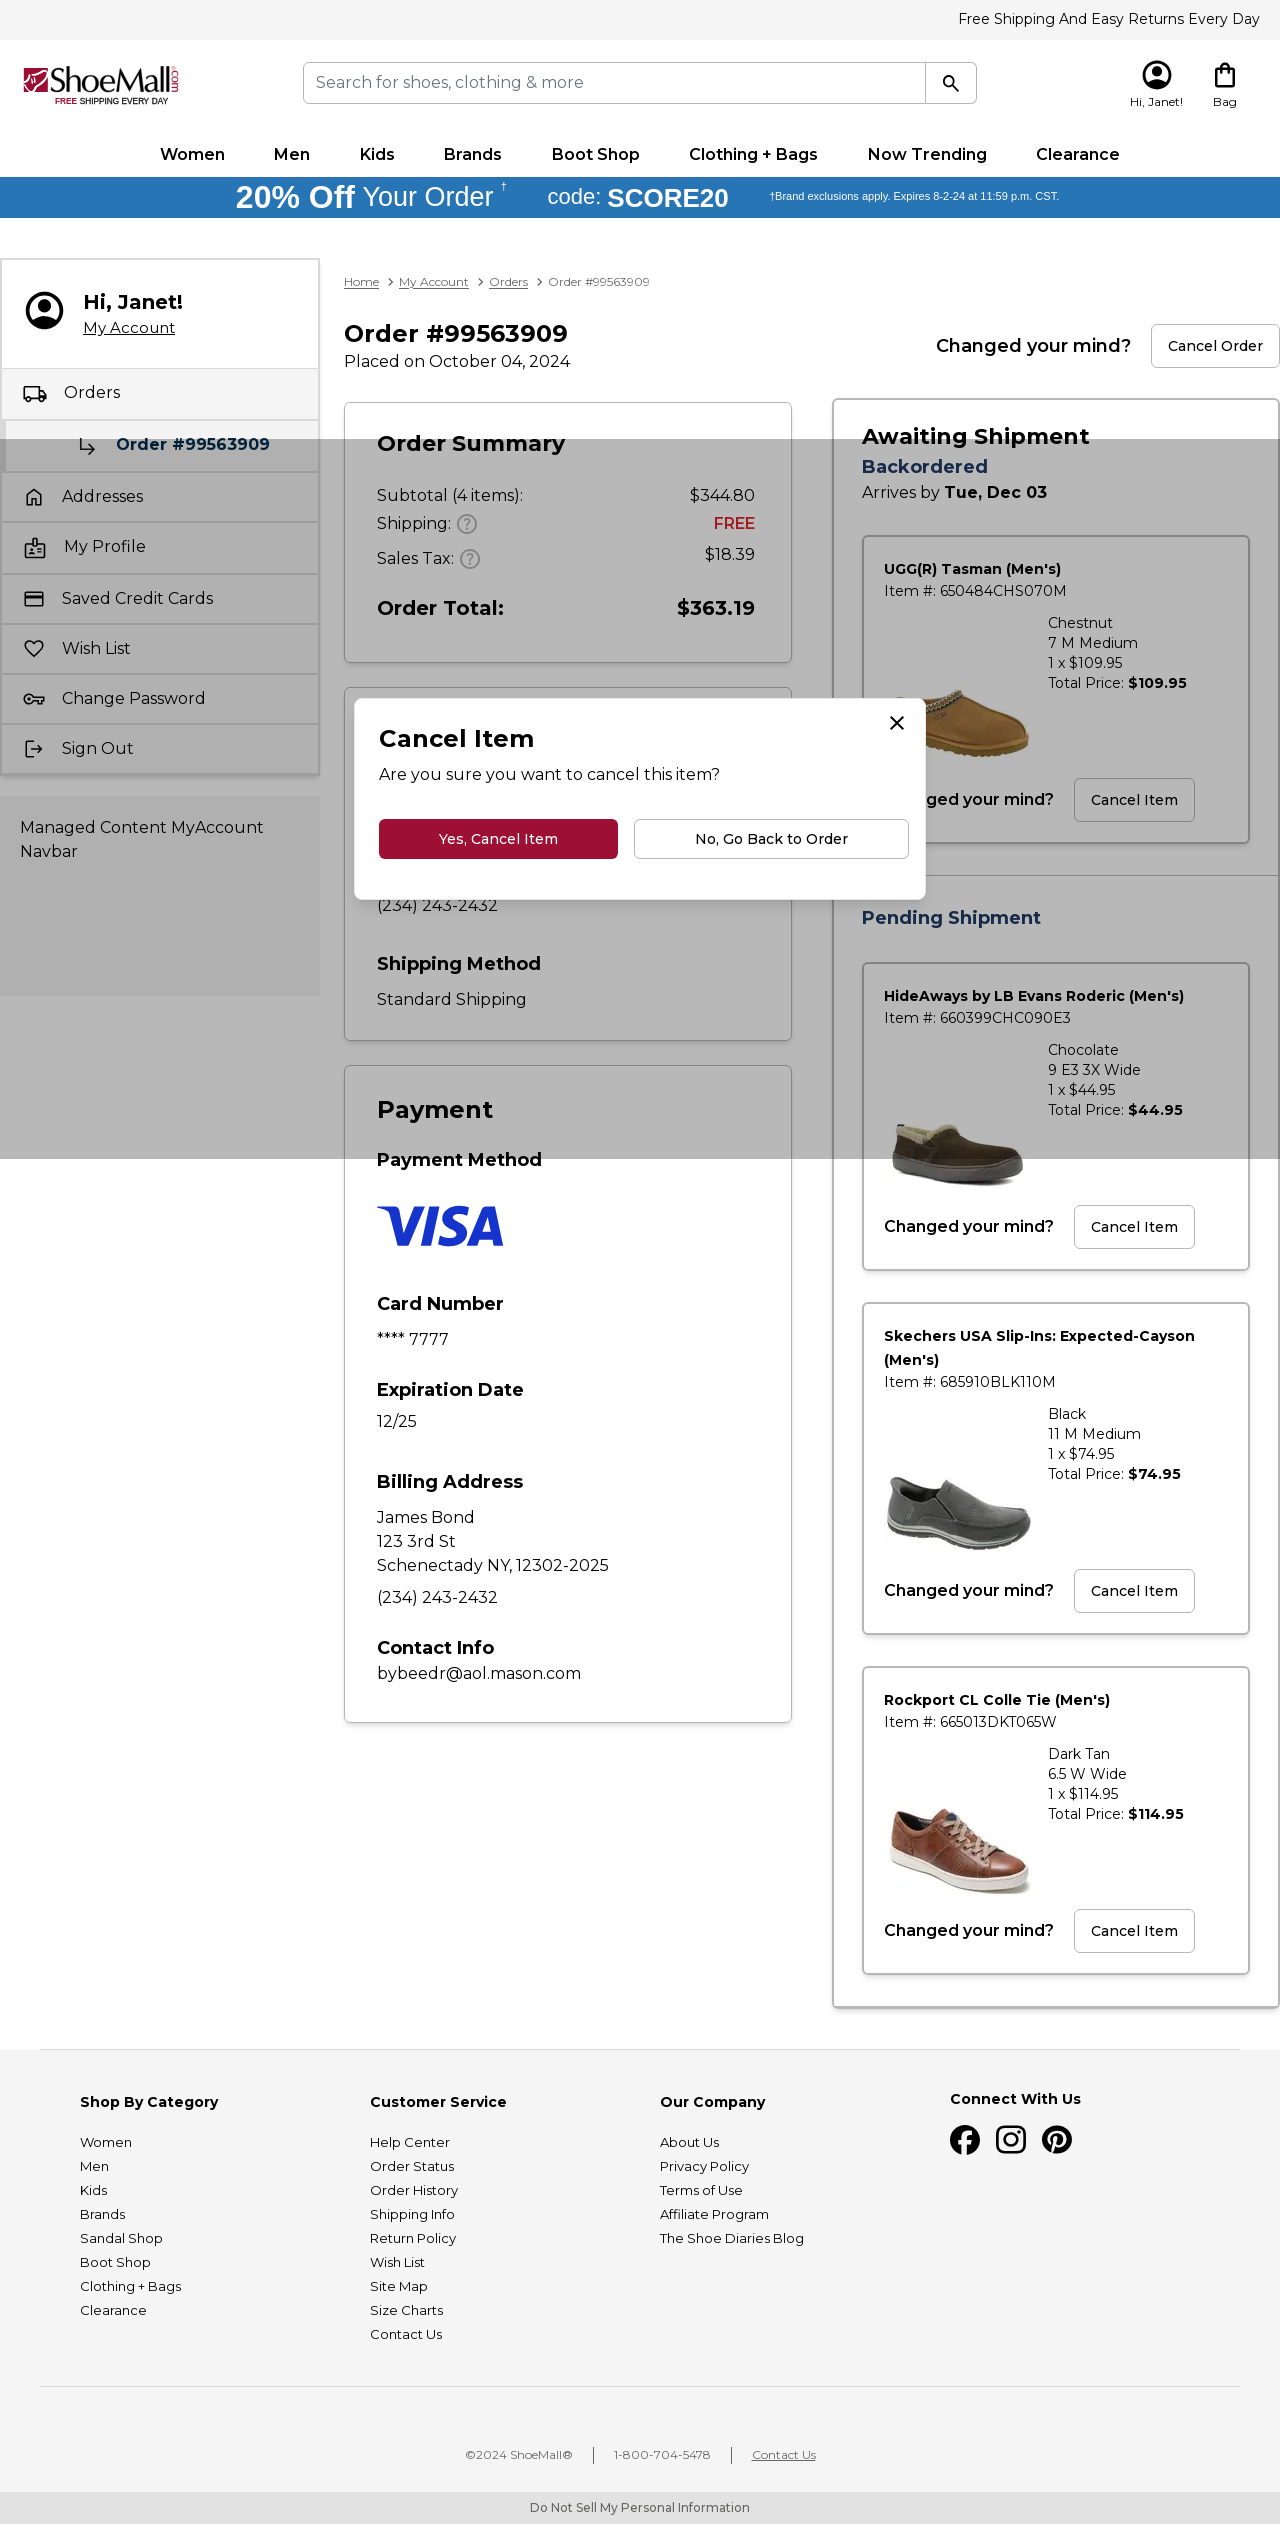 Free Shipping And Easy Returns Every Day
ShoeMall.com
FREE SHIPPING EVERY DAY
Search for shoes, clothing & more
Hi, Janet!
Bag
Women Men Kids Brands Boot Shop Clothing + Bags Now Trending Clearance
20% Off Your Order † code: SCORE20 †Brand exclusions apply. Expires 8-2-24 at 11:59 p.m. CST.
Hi, Janet!
My Account
Orders
Order #99563909
Addresses
My Profile
Saved Credit Cards
Wish List
Change Password
Sign Out
Managed Content MyAccount
Navbar
Home > My Account > Orders > Order #99563909
Order #99563909
Placed on October 04, 2024
Changed your mind? Cancel Order
Order Summary
Subtotal (4 items): $344.80
Shipping: ? FREE
Sales Tax: ? $18.39
Order Total: $363.19
Cancel Item
Are you sure you want to cancel this item?
Yes, Cancel Item No, Go Back to Order
(234) 243-2432
Shipping Method
Standard Shipping
Payment
Payment Method
VISA
Card Number
**** 7777
Expiration Date
12/25
Billing Address
James Bond
123 3rd St
Schenectady NY, 12302-2025
(234) 243-2432
Contact Info
bybeedr@aol.mason.com
Awaiting Shipment
Backordered
Arrives by Tue, Dec 03
UGG(R) Tasman (Men's)
Item #: 650484CHS070M
Chestnut
7 M Medium
1 x $109.95
Total Price: $109.95
ged your mind? Cancel Item
Pending Shipment
HideAways by LB Evans Roderic (Men's)
Item #: 660399CHC090E3
Chocolate
9 E3 3X Wide
1 x $44.95
Total Price: $44.95
Changed your mind? Cancel Item
Skechers USA Slip-Ins: Expected-Cayson
(Men's)
Item #: 685910BLK110M
Black
11 M Medium
1 x $74.95
Total Price: $74.95
Changed your mind? Cancel Item
Rockport CL Colle Tie (Men's)
Item #: 665013DKT065W
Dark Tan
6.5 W Wide
1 x $114.95
Total Price: $114.95
Changed your mind? Cancel Item
Shop By Category
Women
Men
Kids
Brands
Sandal Shop
Boot Shop
Clothing + Bags
Clearance
Customer Service
Help Center
Order Status
Order History
Shipping Info
Return Policy
Wish List
Site Map
Size Charts
Contact Us
Our Company
About Us
Privacy Policy
Terms of Use
Affiliate Program
The Shoe Diaries Blog
Connect With Us
©2024 ShoeMall® 1-800-704-5478 Contact Us
Do Not Sell My Personal Information